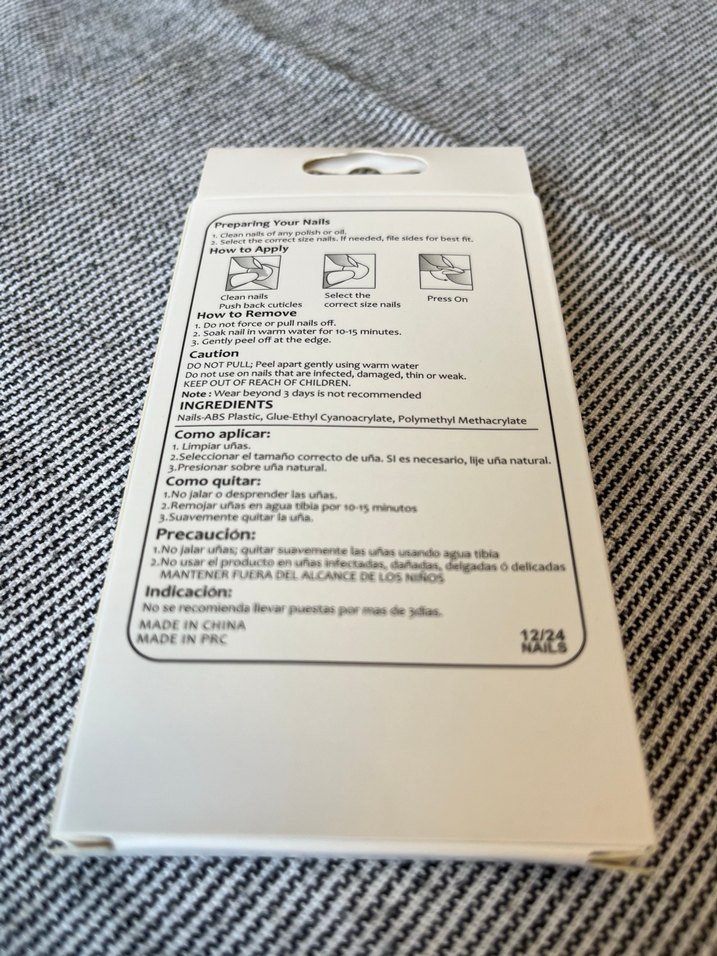 Preparing Your Nails
1. Clean nails of any polish or oil.
2. Select the correct size nails. If needed, file sides for best fit.
How to Apply
Clean nails
Push back cuticles
Select the
correct size nails
Press On
How to Remove
1. Do not force or pull nails off.
2. Soak nail in warm water for 10-15 minutes.
3. Gently peel off at the edge.
Caution
DO NOT PULL; Peel apart gently using warm water
Do not use on nails that are infected, damaged, thin or weak.
KEEP OUT OF REACH OF CHILDREN.
Note : Wear beyond 3 days is not recommended
INGREDIENTS
Nails-ABS Plastic, Glue-Ethyl Cyanoacrylate, Polymethyl Methacrylate
Como aplicar:
1. Limpiar uñas.
2.Seleccionar el tamaño correcto de uña. SI es necesario, lije uña natural.
3.Presionar sobre uña natural.
Como quitar:
1.No jalar o desprender las uñas.
2.Remojar uñas en agua tibia por 10-15 minutos
3.Suavemente quitar la uña.
Precaución:
1.No jalar uñas; quitar suavemente las uñas usando agua tibia
2.No usar el producto en uñas infectadas, dañadas, delgadas ó delicadas
MANTENER FUERA DEL ALCANCE DE LOS NIÑOS
Indicación:
No se recomienda llevar puestas por mas de 3dias.
MADE IN CHINA
MADE IN PRC
12/24
NAILS